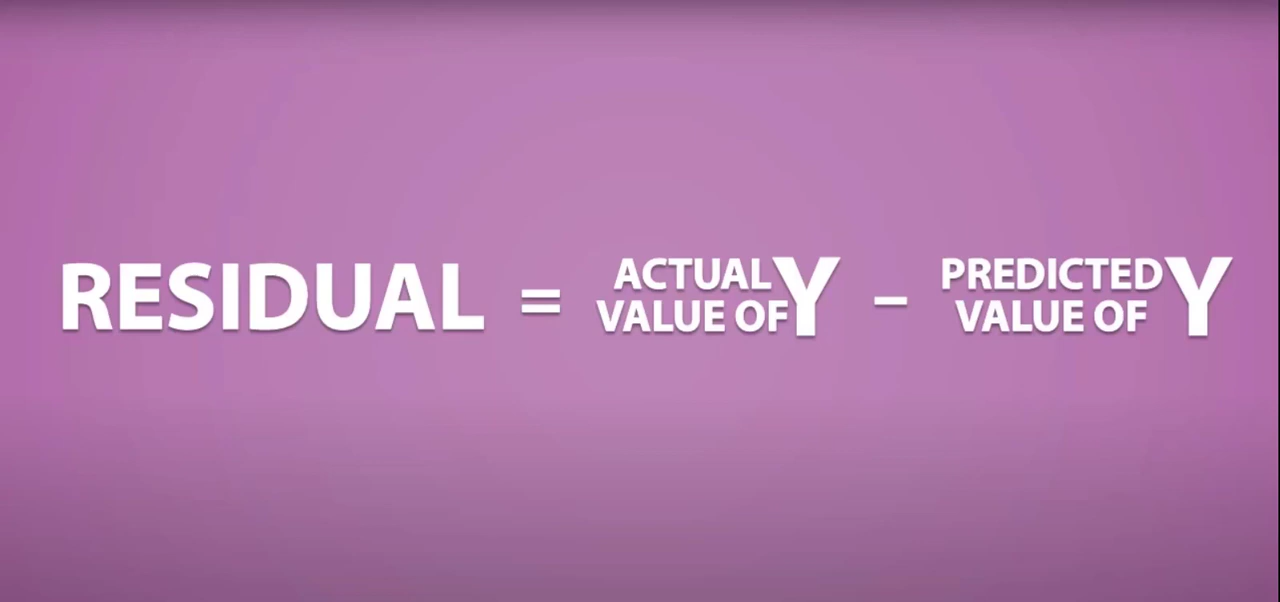 RESIDUAL = ACTUAL VALUE OF Y – PREDICTED VALUE OF Y